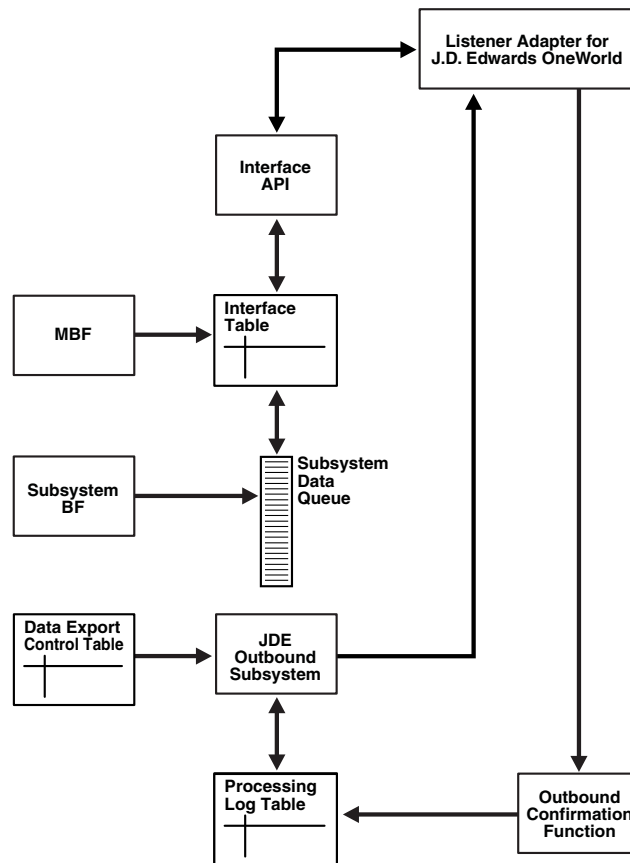 Listener Adapter for
J.D. Edwards OneWorld
Interface
API
Interface
Table
MBF
Subsystem
Data
Queue
Subsystem
BF
Data Export
Control Table
JDE
Outbound
Subsystem
Processing
Log Table
Outbound
Confirmation
Function